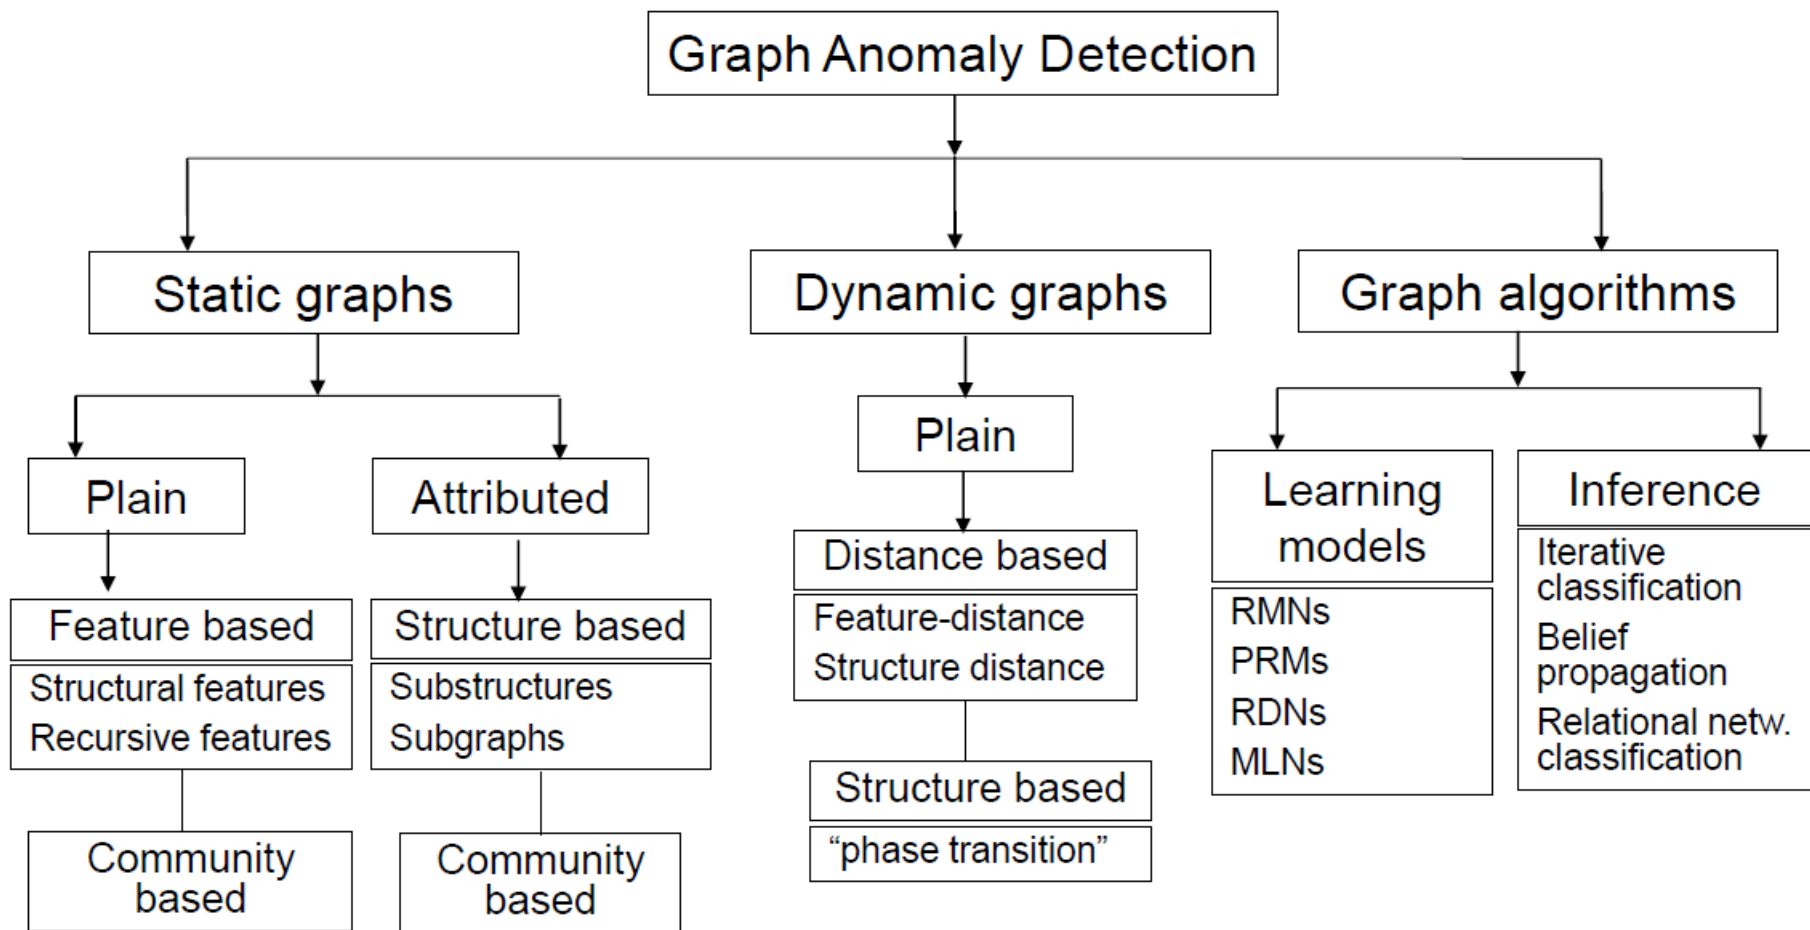 Graph Anomaly Detection
Static graphs
Dynamic graphs
Graph algorithms
Plain
Attributed
Plain
Learning
models
Inference
Feature based
Structural features
Recursive features
Community
based
Structure based
Substructures
Subgraphs
Community
based
Distance based
Feature-distance
Structure distance
Structure based
“phase transition”
RMNs
PRMs
RDNs
MLNs
Iterative
classification
Belief
propagation
Relational netw.
classification